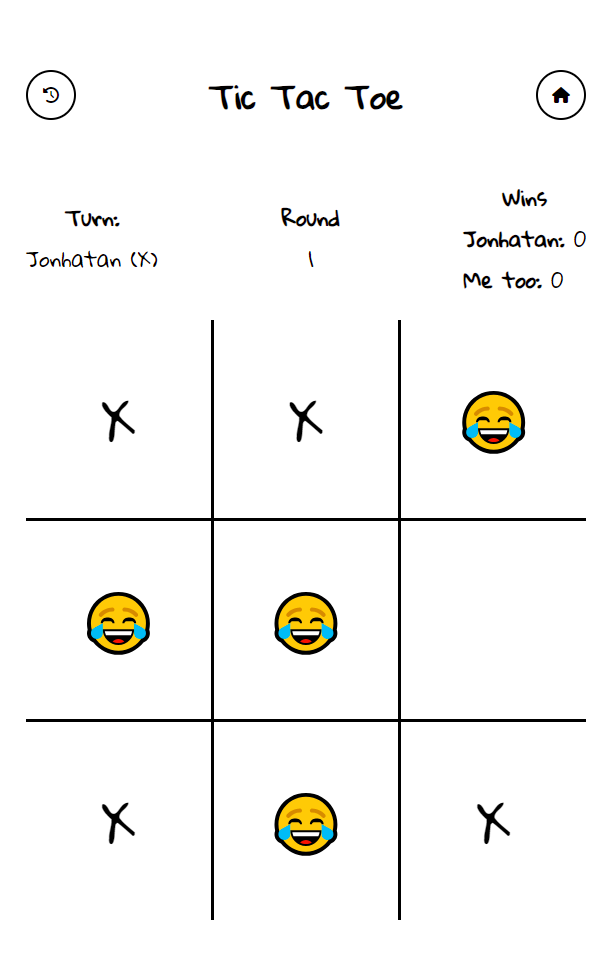 Tic Tac Toe
Turn:
Jonhatan (X)
Round
1
Wins
Jonhatan: 0
Me too: 0
X X
X X